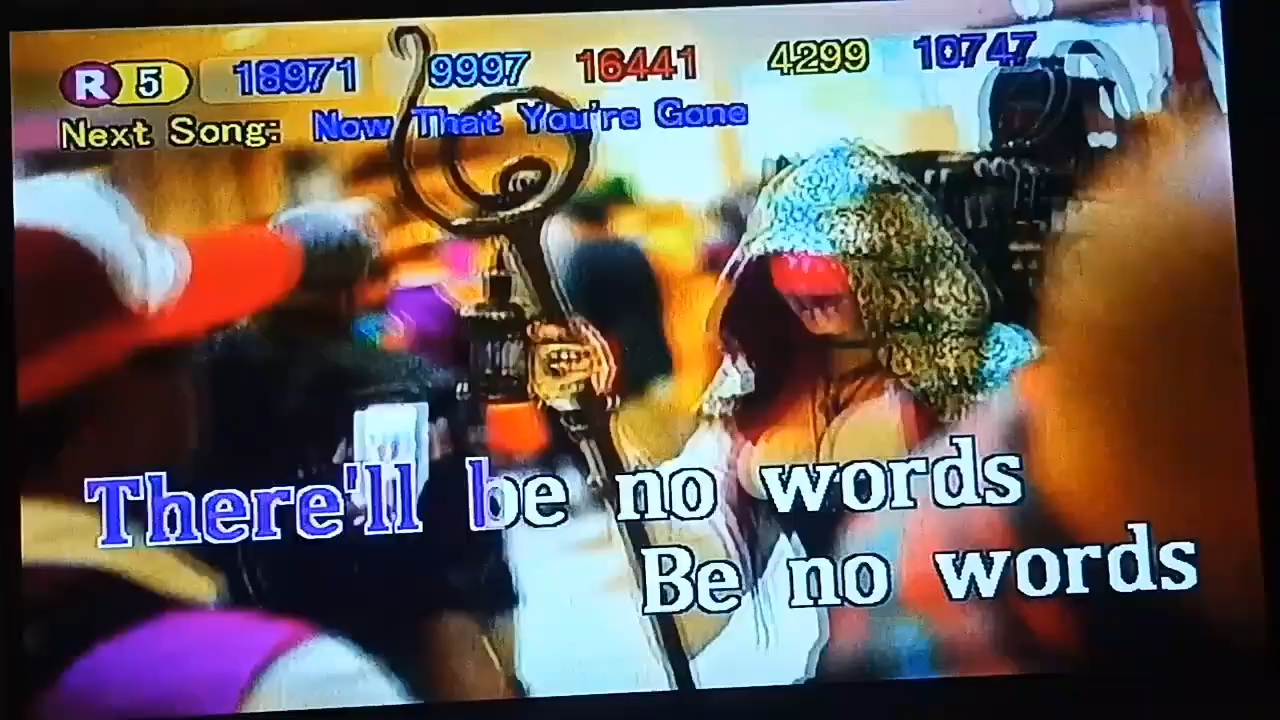 R 5 18971 9997 16441 4299 10747
Next Song: Now That You're Gone
There'll be no words
Be no words